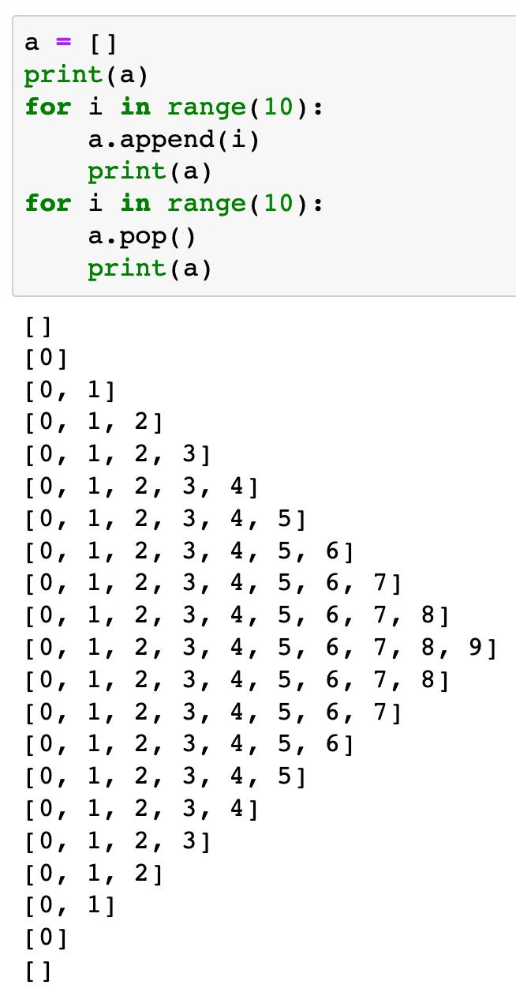 a = []
print(a)
for i in range(10):
    a.append(i)
    print(a)
for i in range(10):
    a.pop()
    print(a)
[]
[0]
[0, 1]
[0, 1, 2]
[0, 1, 2, 3]
[0, 1, 2, 3, 4]
[0, 1, 2, 3, 4, 5]
[0, 1, 2, 3, 4, 5, 6]
[0, 1, 2, 3, 4, 5, 6, 7]
[0, 1, 2, 3, 4, 5, 6, 7, 8]
[0, 1, 2, 3, 4, 5, 6, 7, 8, 9]
[0, 1, 2, 3, 4, 5, 6, 7, 8]
[0, 1, 2, 3, 4, 5, 6, 7]
[0, 1, 2, 3, 4, 5, 6]
[0, 1, 2, 3, 4, 5]
[0, 1, 2, 3, 4]
[0, 1, 2, 3]
[0, 1, 2]
[0, 1]
[0]
[]